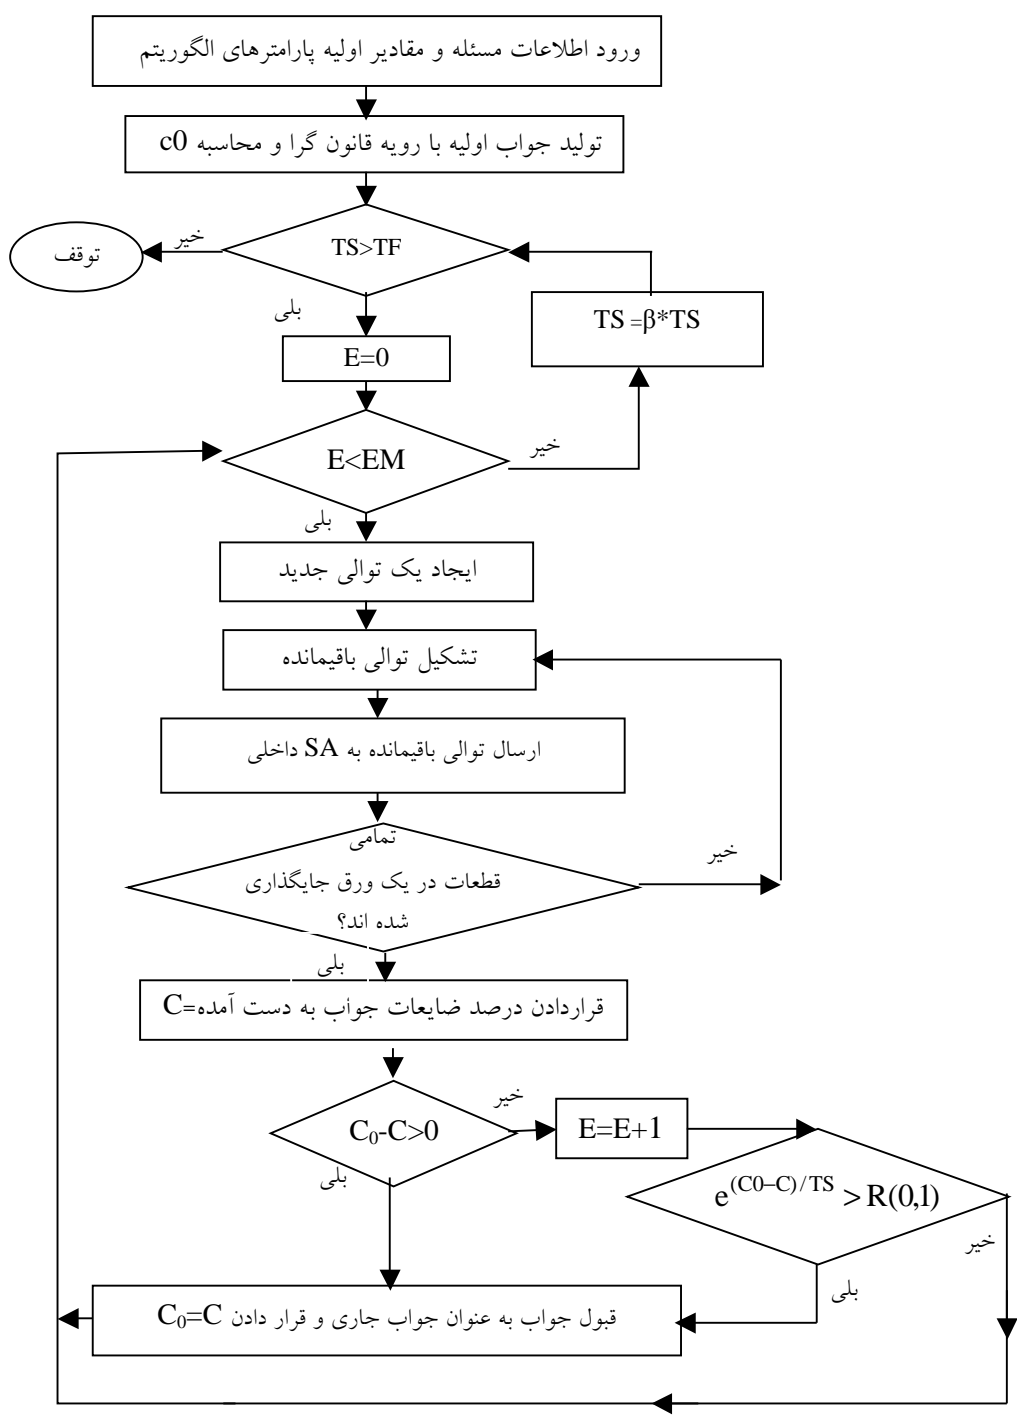 ورود اطلاعات مسئله و مقادیر اولیه پارامترهای الگوریتم
تولید جواب اولیه با رویه قانون گرا و محاسبه c0
TS>TF
خیر
توقف
بلی
TS=β*TS
E=0
E<EM
خیر
بلی
ایجاد یک توالی جدید
تشکیل توالی باقیمانده
ارسال توالی باقیمانده به SA داخلی
تمامی
قطعات در یک ورق جایگذاری
شده اند؟
خیر
بلی
قراردادن درصد ضایعات جواب به دست آمده=C
C₀-C>0
خیر
E=E+1
بلی
e^(C0–C)/TS > R(0,1)
خیر
بلی
قبول جواب به عنوان جواب جاری و قرار دادن C₀=C